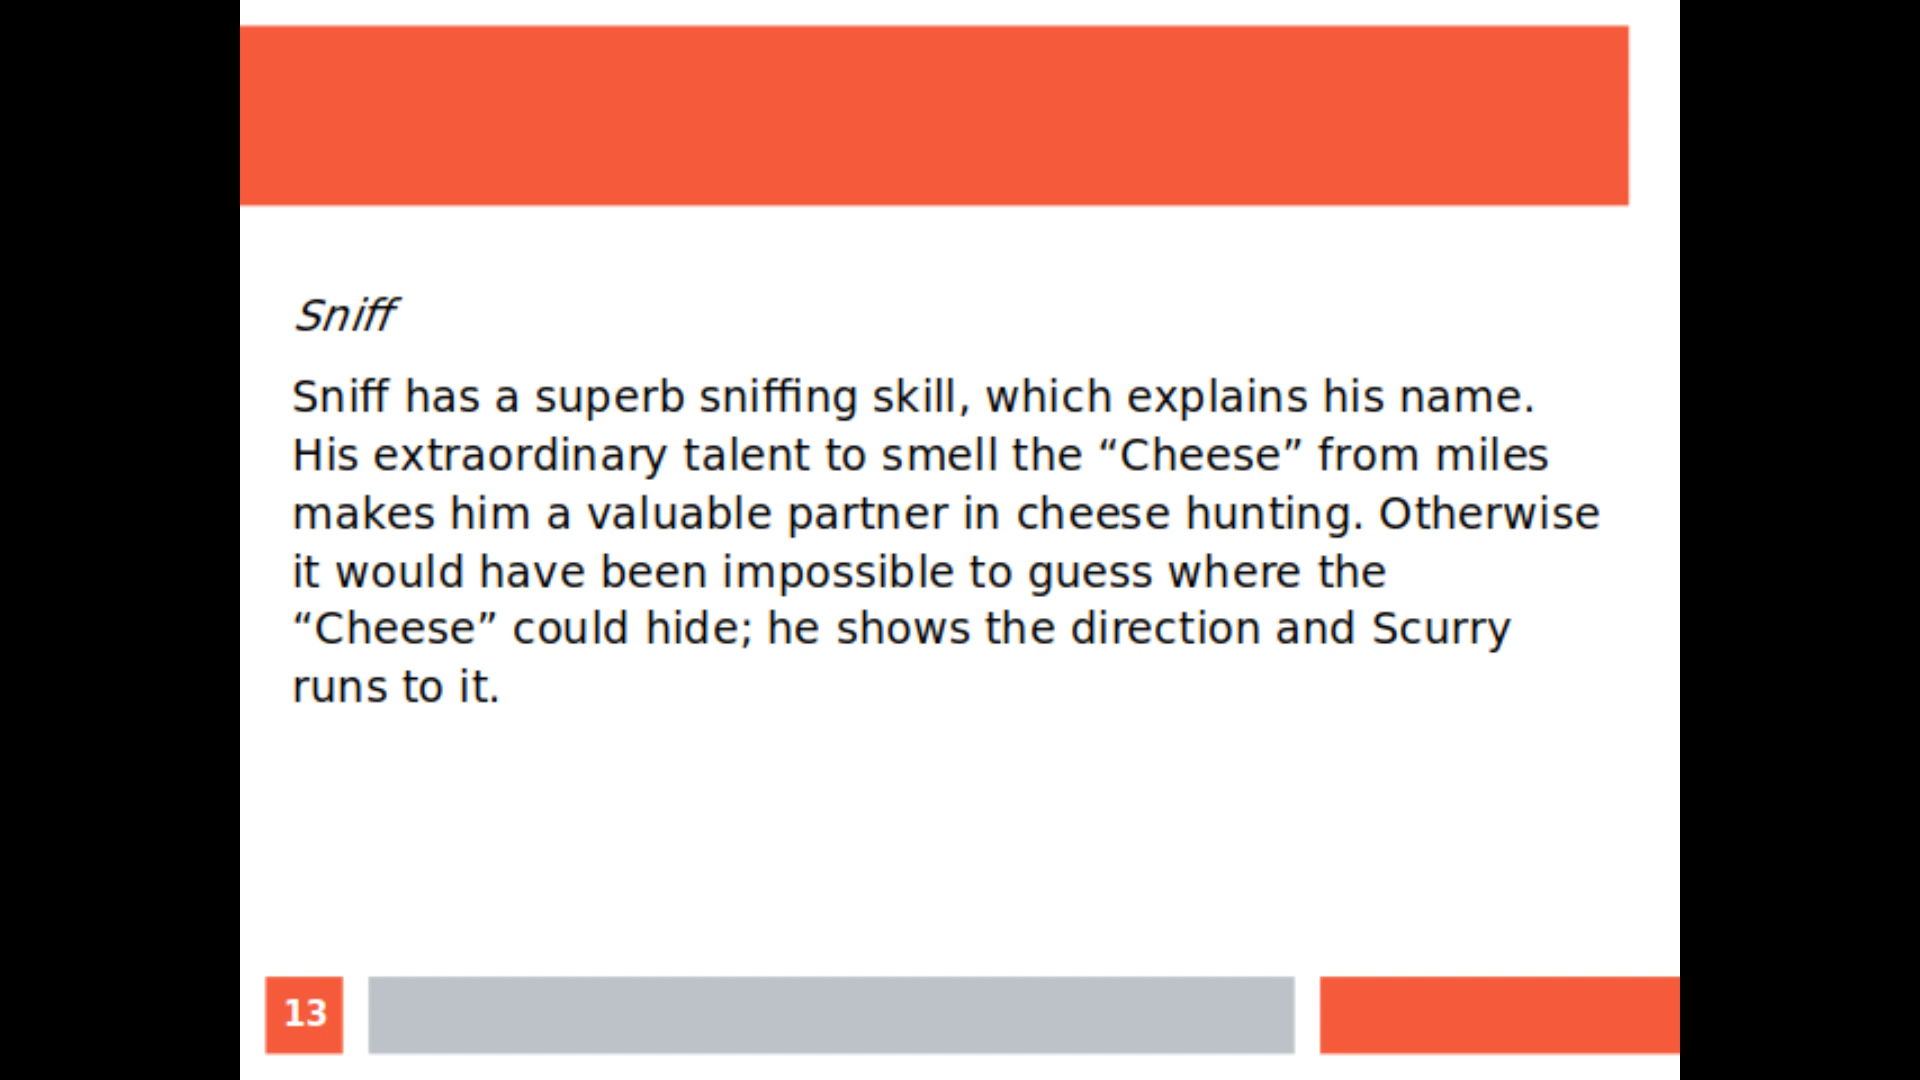 Sniff
Sniff has a superb sniffing skill, which explains his name.
His extraordinary talent to smell the “Cheese” from miles
makes him a valuable partner in cheese hunting. Otherwise
it would have been impossible to guess where the
“Cheese” could hide; he shows the direction and Scurry
runs to it.
13